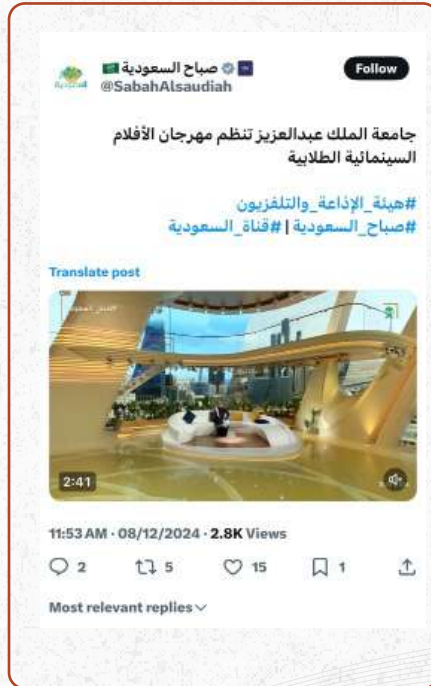 صباح السعودية
Follow
@SabahAlsaudiah
السعودية
جامعة الملك عبدالعزيز تنظم مهرجان الأفلام
السينمائية الطلابية
#هيئة_الإذاعة_والتلفزيون
#صباح_السعودية | #قناة_السعودية
Translate post
2:41
11:53 AM · 08/12/2024 · 2.8K Views
2 5 15 1
Most relevant replies